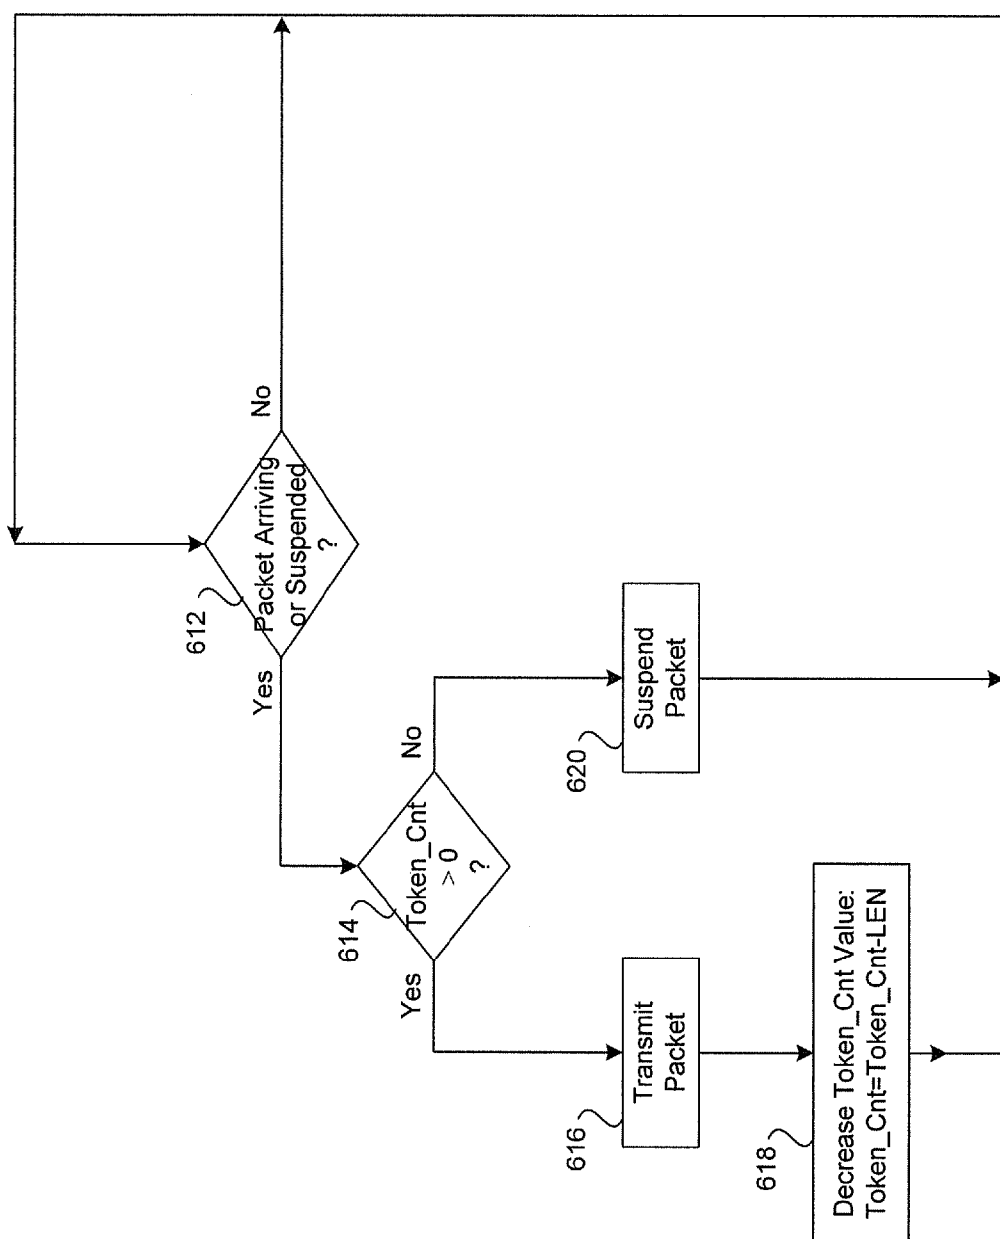 612
Packet Arriving
or Suspended
?
No
Yes
614
Token_Cnt
> 0
?
No
Yes
620
Suspend
Packet
616
Transmit
Packet
618
Decrease Token_Cnt Value:
Token_Cnt=Token_Cnt-LEN